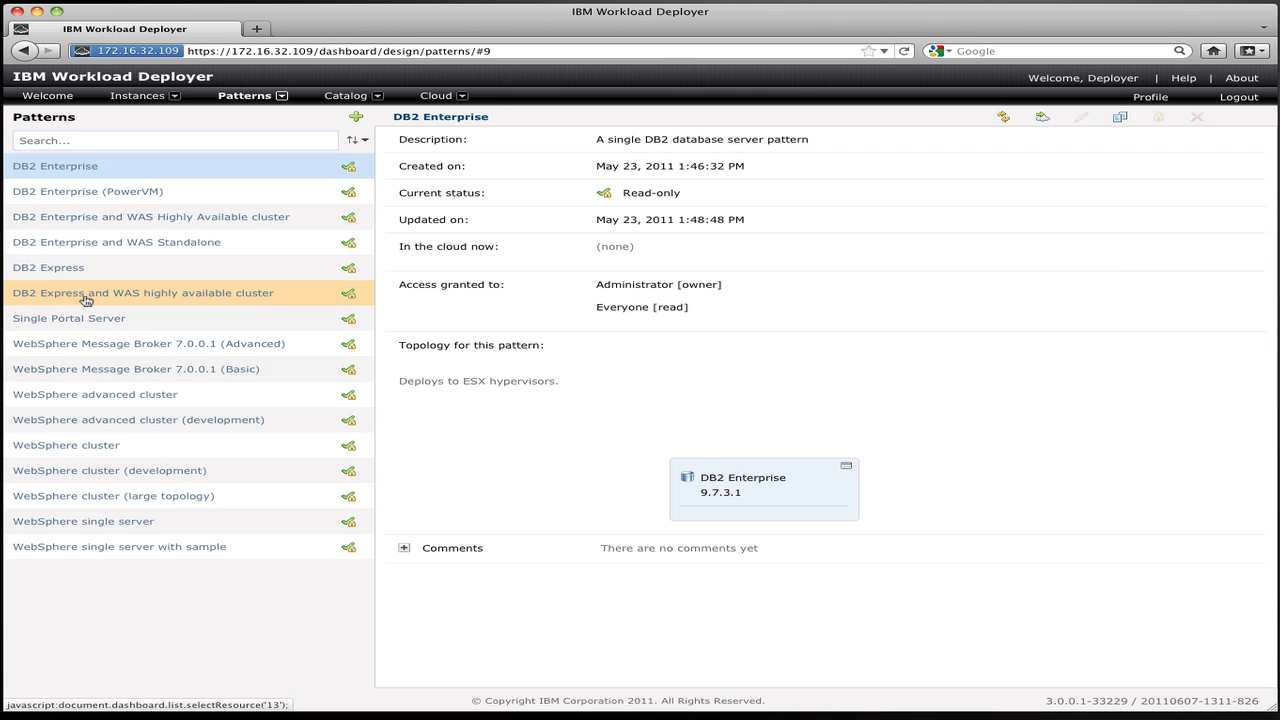 IBM Workload Deployer
IBM Workload Deployer
172.16.32.109 https://172.16.32.109/dashboard/design/patterns/#9
Google
IBM Workload Deployer
Welcome, Deployer | Help | About
Welcome Instances Patterns Catalog Cloud
Profile Logout
Patterns
Search...
DB2 Enterprise
DB2 Enterprise (PowerVM)
DB2 Enterprise and WAS Highly Available cluster
DB2 Enterprise and WAS Standalone
DB2 Express
DB2 Express and WAS highly available cluster
Single Portal Server
WebSphere Message Broker 7.0.0.1 (Advanced)
WebSphere Message Broker 7.0.0.1 (Basic)
WebSphere advanced cluster
WebSphere advanced cluster (development)
WebSphere cluster
WebSphere cluster (development)
WebSphere cluster (large topology)
WebSphere single server
WebSphere single server with sample
DB2 Enterprise
Description: A single DB2 database server pattern
Created on: May 23, 2011 1:46:32 PM
Current status: Read-only
Updated on: May 23, 2011 1:48:48 PM
In the cloud now: (none)
Access granted to: Administrator [owner]
Everyone [read]
Topology for this pattern:
Deploys to ESX hypervisors.
DB2 Enterprise
9.7.3.1
Comments There are no comments yet
javascript:document.dashboard.list.selectResource('13');
© Copyright IBM Corporation 2011. All Rights Reserved.
3.0.0.1-33229 / 20110607-1311-826